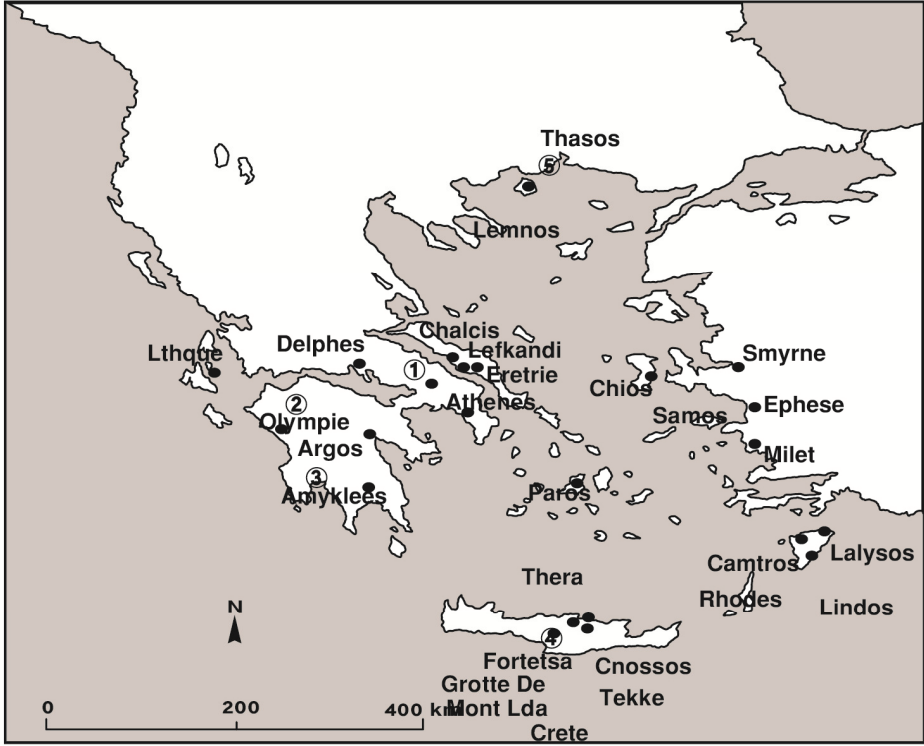 Thasos
5
Lemnos
Chalcis
Delphes
Lefkandi
Lthque
Smyrne
1
Eretrie
Chios
Athenes
2
Ephese
Samos
Olympie
Argos
Milet
3
Amyklees
Paros
Lalysos
Camtros
Thera
Rhodes
Lindos
N
4
Fortetsa
Cnossos
Grotte De
Mont Lda
Tekke
0 200 400 km
Crete